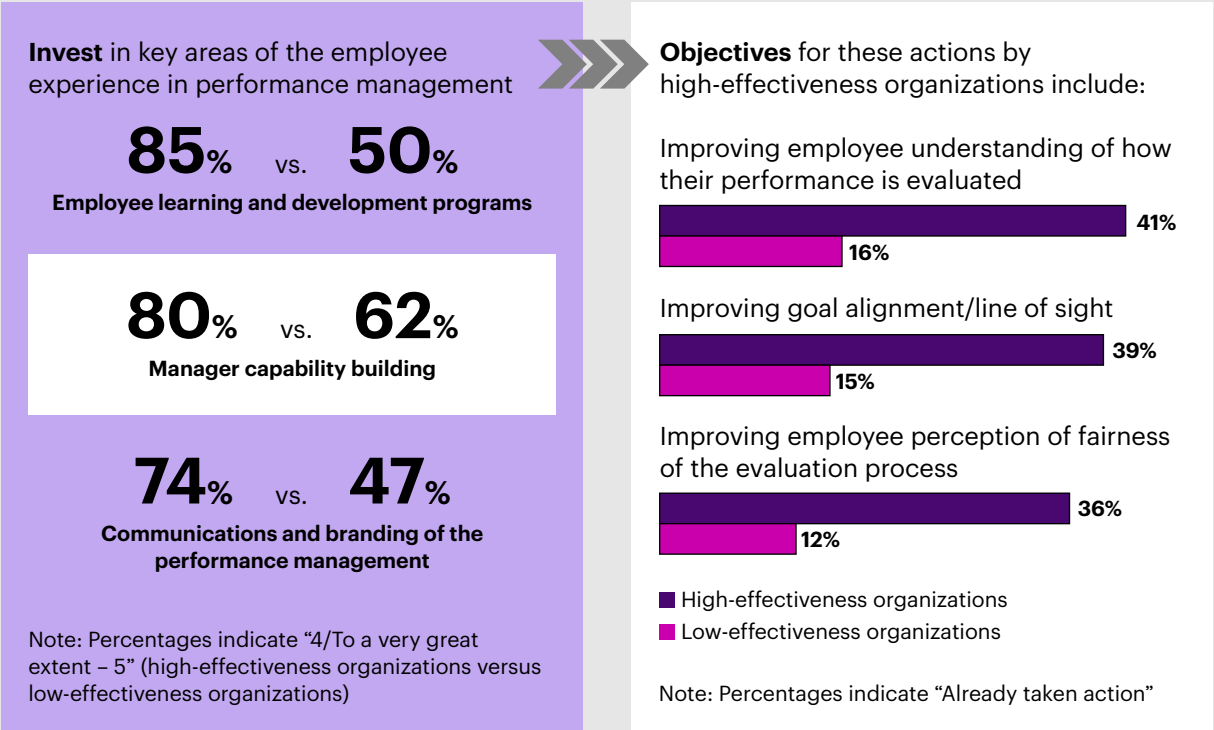 Invest in key areas of the employee
experience in performance management
85% vs. 50%
Employee learning and development programs
80% vs. 62%
Manager capability building
74% vs. 47%
Communications and branding of the
performance management
Note: Percentages indicate “4/To a very great
extent – 5” (high-effectiveness organizations versus
low-effectiveness organizations)
Objectives for these actions by
high-effectiveness organizations include:
Improving employee understanding of how
their performance is evaluated
41%
16%
Improving goal alignment/line of sight
39%
15%
Improving employee perception of fairness
of the evaluation process
36%
12%
High-effectiveness organizations
Low-effectiveness organizations
Note: Percentages indicate “Already taken action”